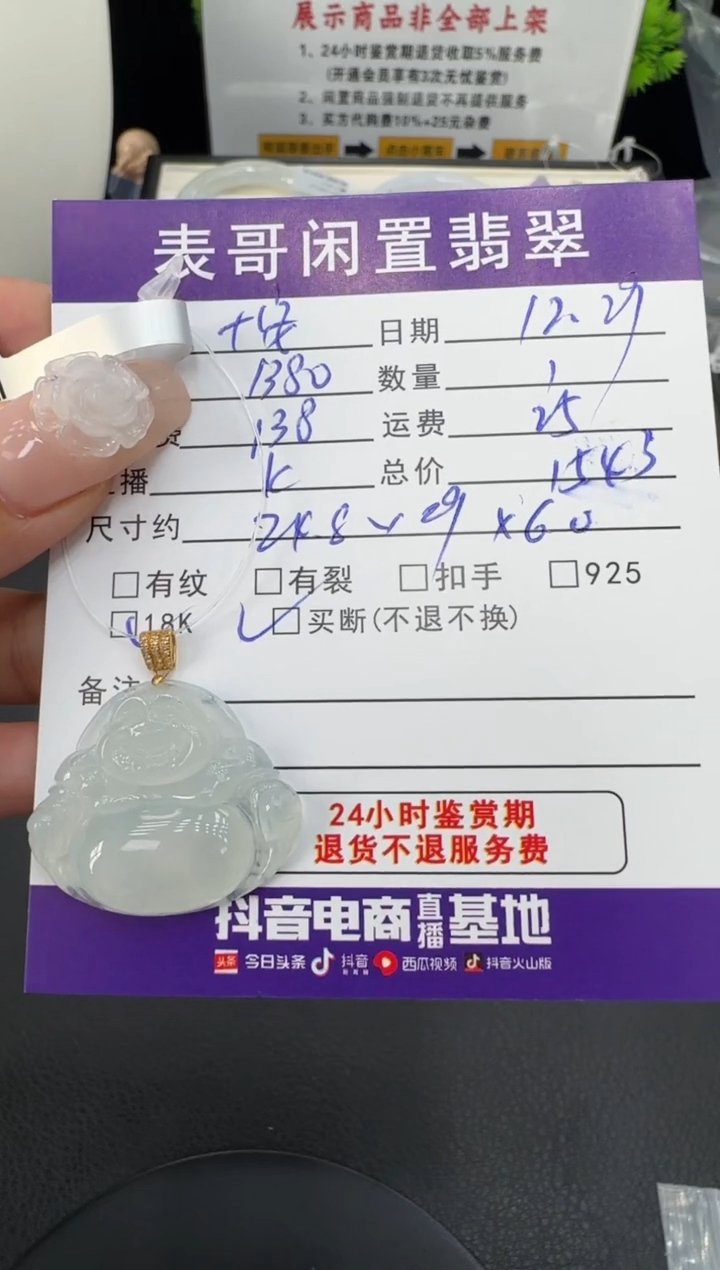 展示商品非全部上架
1、24小时鉴赏期退货收取5%服务费
(开通会员享有3次无忧鉴赏)
2、闲置商品强制退货不再提供服务
3、买方代购费10%+25元杂费
表哥闲置翡翠
日期 12.29
1380 数量 1
费 138 运费 25
播 K 总价 1543
尺寸约 24.8×29×6.0
有纹 有裂 扣手 925
18K 买断(不退不换)
备注
24小时鉴赏期
退货不退服务费
抖音电商直播基地
头条 今日头条 抖音 西瓜视频 抖音火山版